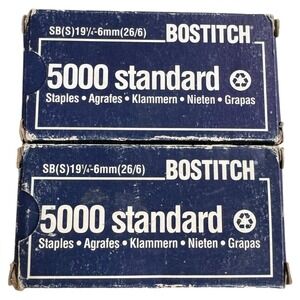 SB(S)19¼-6mm(26/6) BOSTITCH
5000 standard
Staples • Agrafes • Klammern • Nieten • Grapas
SB(S)19¼-6mm(26/6) BOSTITCH
5000 standard
Staples • Agrafes • Klammern • Nieten • Grapas